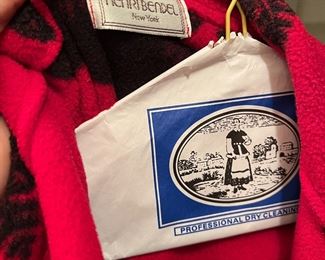 HENRI BENDEL
New York
PROFESSIONAL DRY CLEANING